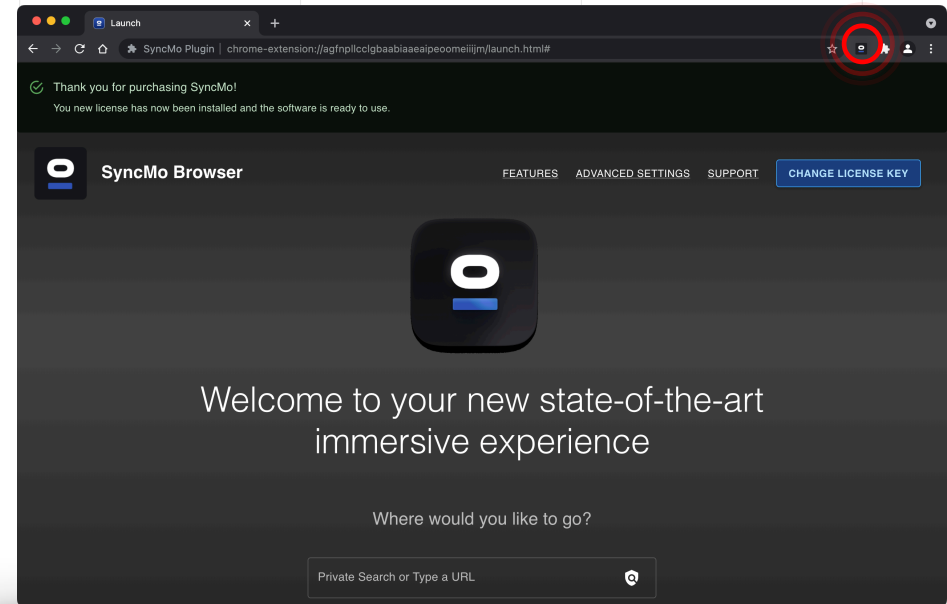 Launch
SyncMo Plugin | chrome-extension://agfnpllcclgbaabiaaeaipeoomeiiijm/launch.html#
Thank you for purchasing SyncMo!
You new license has now been installed and the software is ready to use.
SyncMo Browser
FEATURES ADVANCED SETTINGS SUPPORT CHANGE LICENSE KEY
Welcome to your new state-of-the-art
immersive experience
Where would you like to go?
Private Search or Type a URL